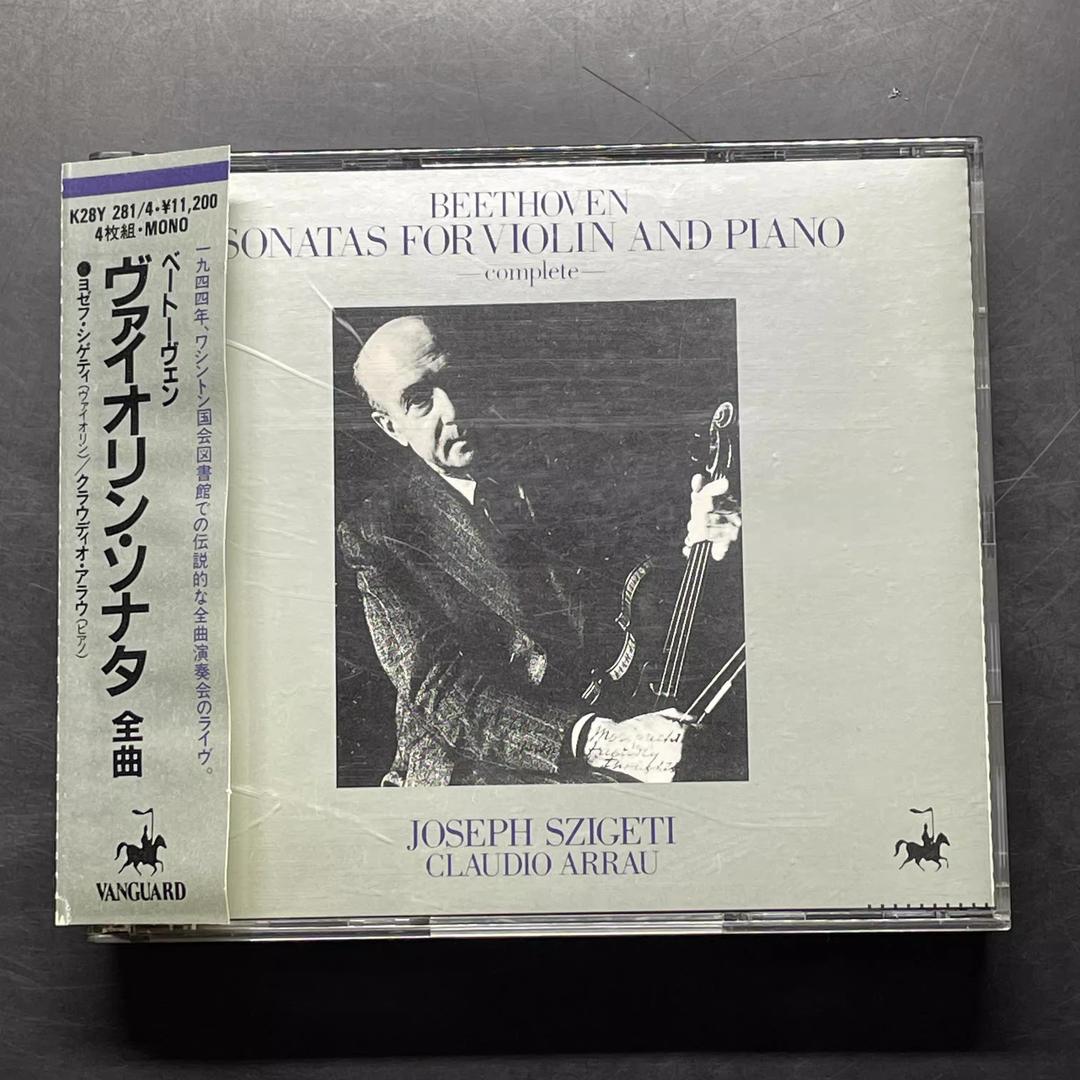 K28Y 281/4・¥11,200
4枚組・MONO
一九四四年、ワシントン国会図書館での伝説的な全曲演奏会のライヴ。
ベートーヴェン
ヴァイオリン・ソナタ 全曲
●ヨゼフ・シゲティ(ヴァイオリン)／クラウディオ・アラウ(ピアノ)
VANGUARD
BEETHOVEN
SONATAS FOR VIOLIN AND PIANO
—complete—
JOSEPH SZIGETI
CLAUDIO ARRAU